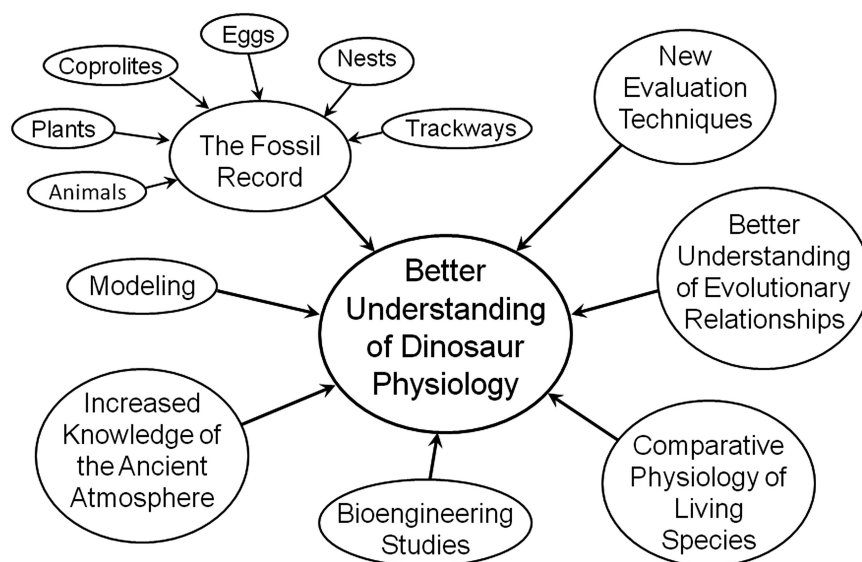 Eggs
Coprolites
Nests
Plants
Trackways
Animals
The Fossil
Record
New
Evaluation
Techniques
Better
Understanding
of Evolutionary
Relationships
Modeling
Better
Understanding
of Dinosaur
Physiology
Increased
Knowledge of
the Ancient
Atmosphere
Bioengineering
Studies
Comparative
Physiology of
Living
Species